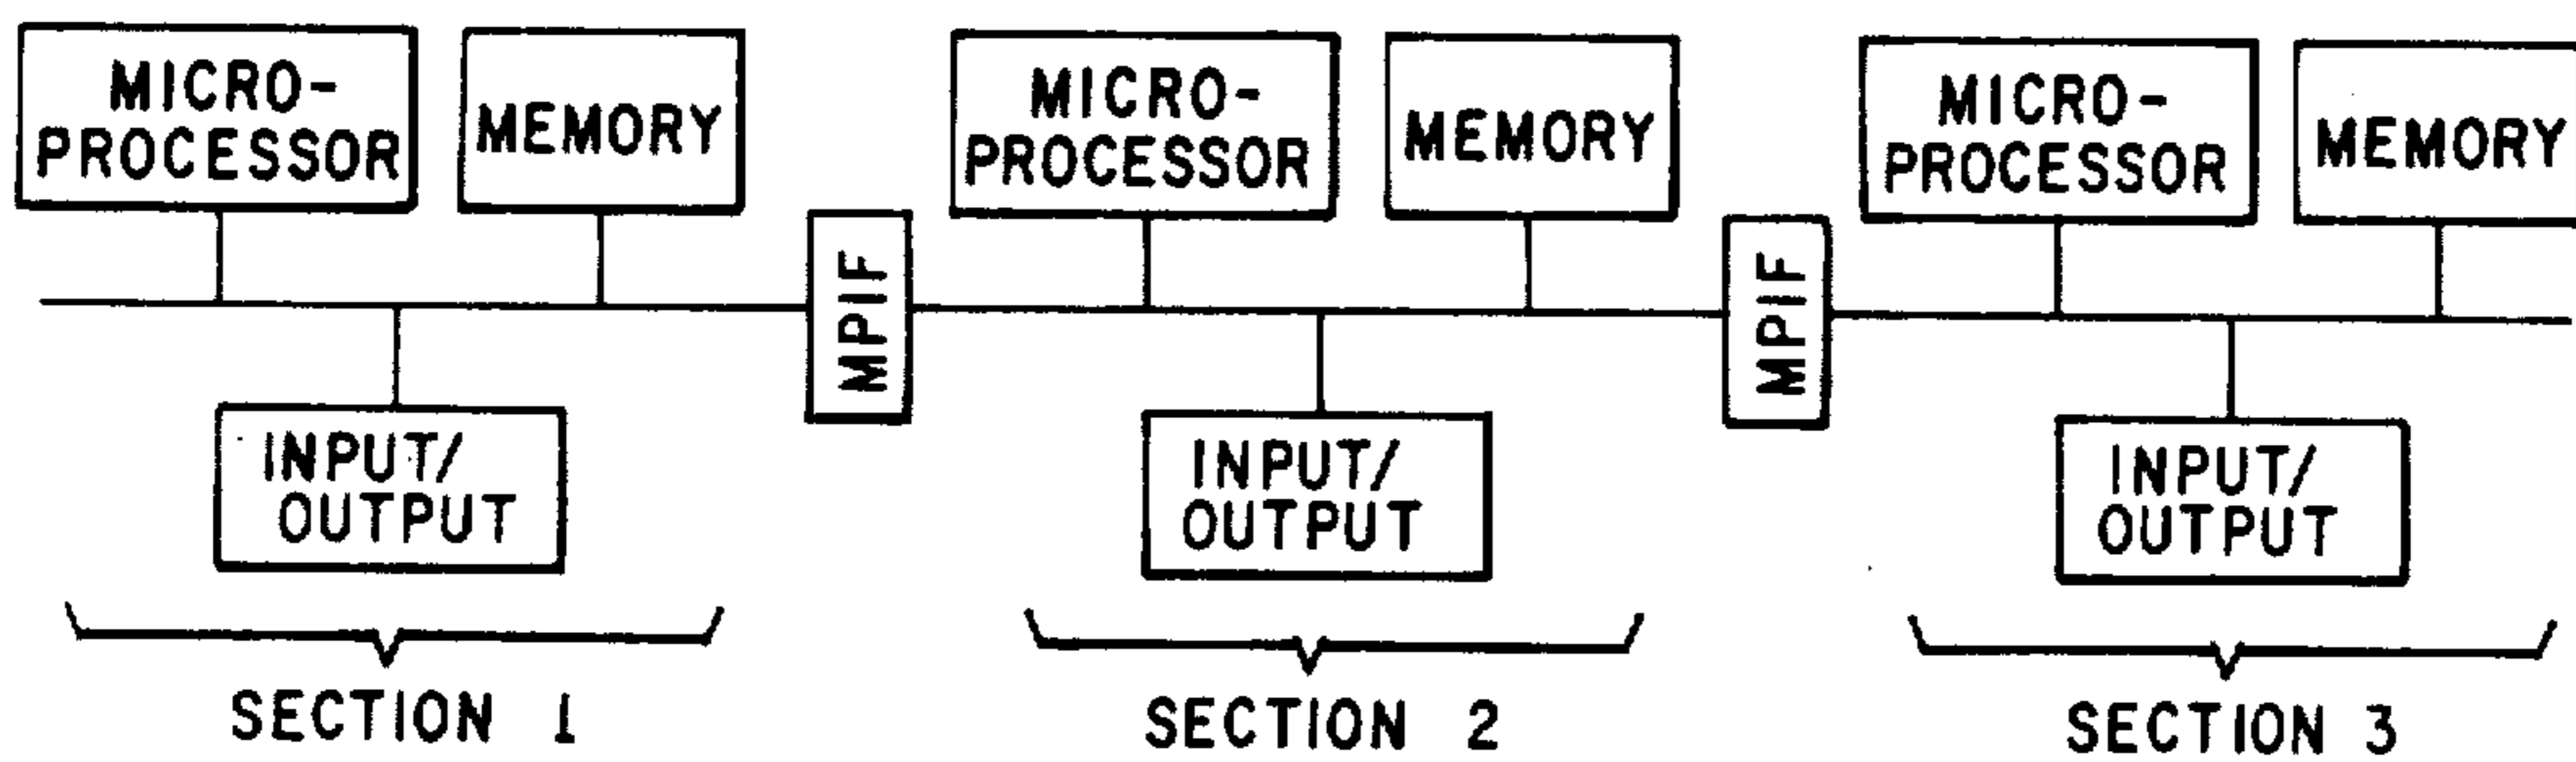 MICRO-
PROCESSOR
MEMORY
MPIF
INPUT/
OUTPUT
SECTION 1
MICRO-
PROCESSOR
MEMORY
MPIF
INPUT/
OUTPUT
SECTION 2
MICRO-
PROCESSOR
MEMORY
INPUT/
OUTPUT
SECTION 3